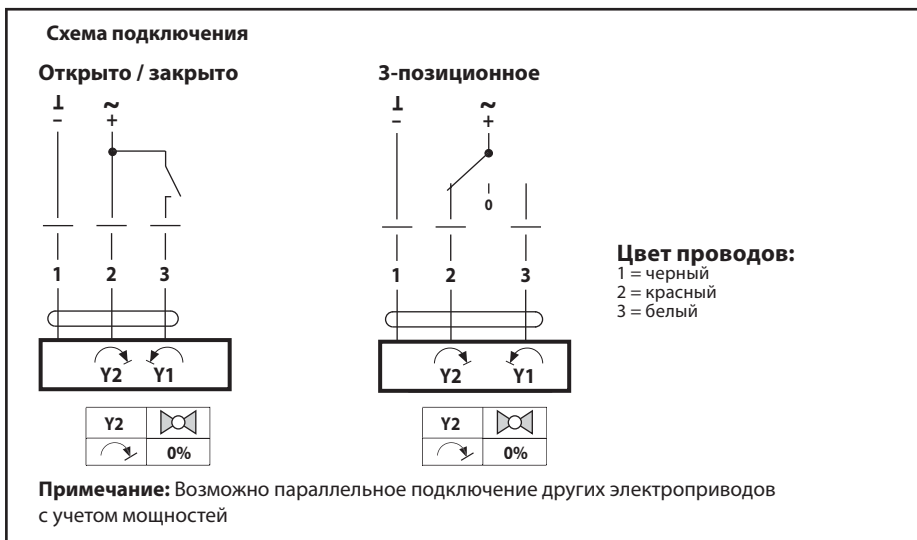 Схема подключения
Открыто / закрыто
3-позиционное
⊥ ~
– +
⊥ ~
– +
0
1 2 3
1 2 3
Цвет проводов:
1 = черный
2 = красный
3 = белый
Y2 Y1
Y2 Y1
Y2
0%
Y2
0%
Примечание: Возможно параллельное подключение других электроприводов
с учетом мощностей